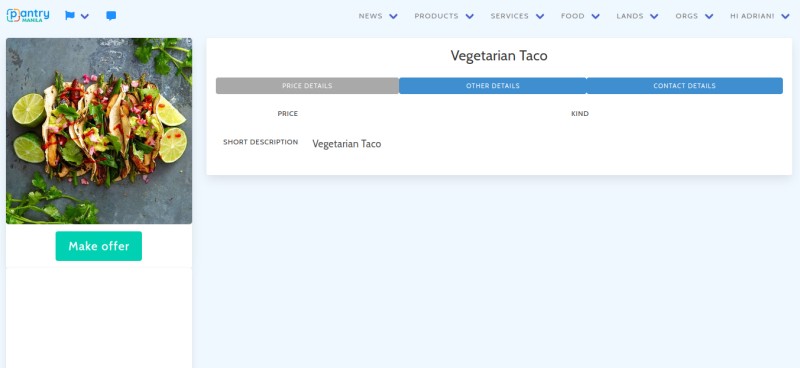 pantry
MANILA
NEWS PRODUCTS SERVICES FOOD LANDS ORGS HI ADRIANI
Vegetarian Taco
PRICE DETAILS OTHER DETAILS CONTACT DETAILS
PRICE KIND
SHORT DESCRIPTION Vegetarian Taco
Make offer